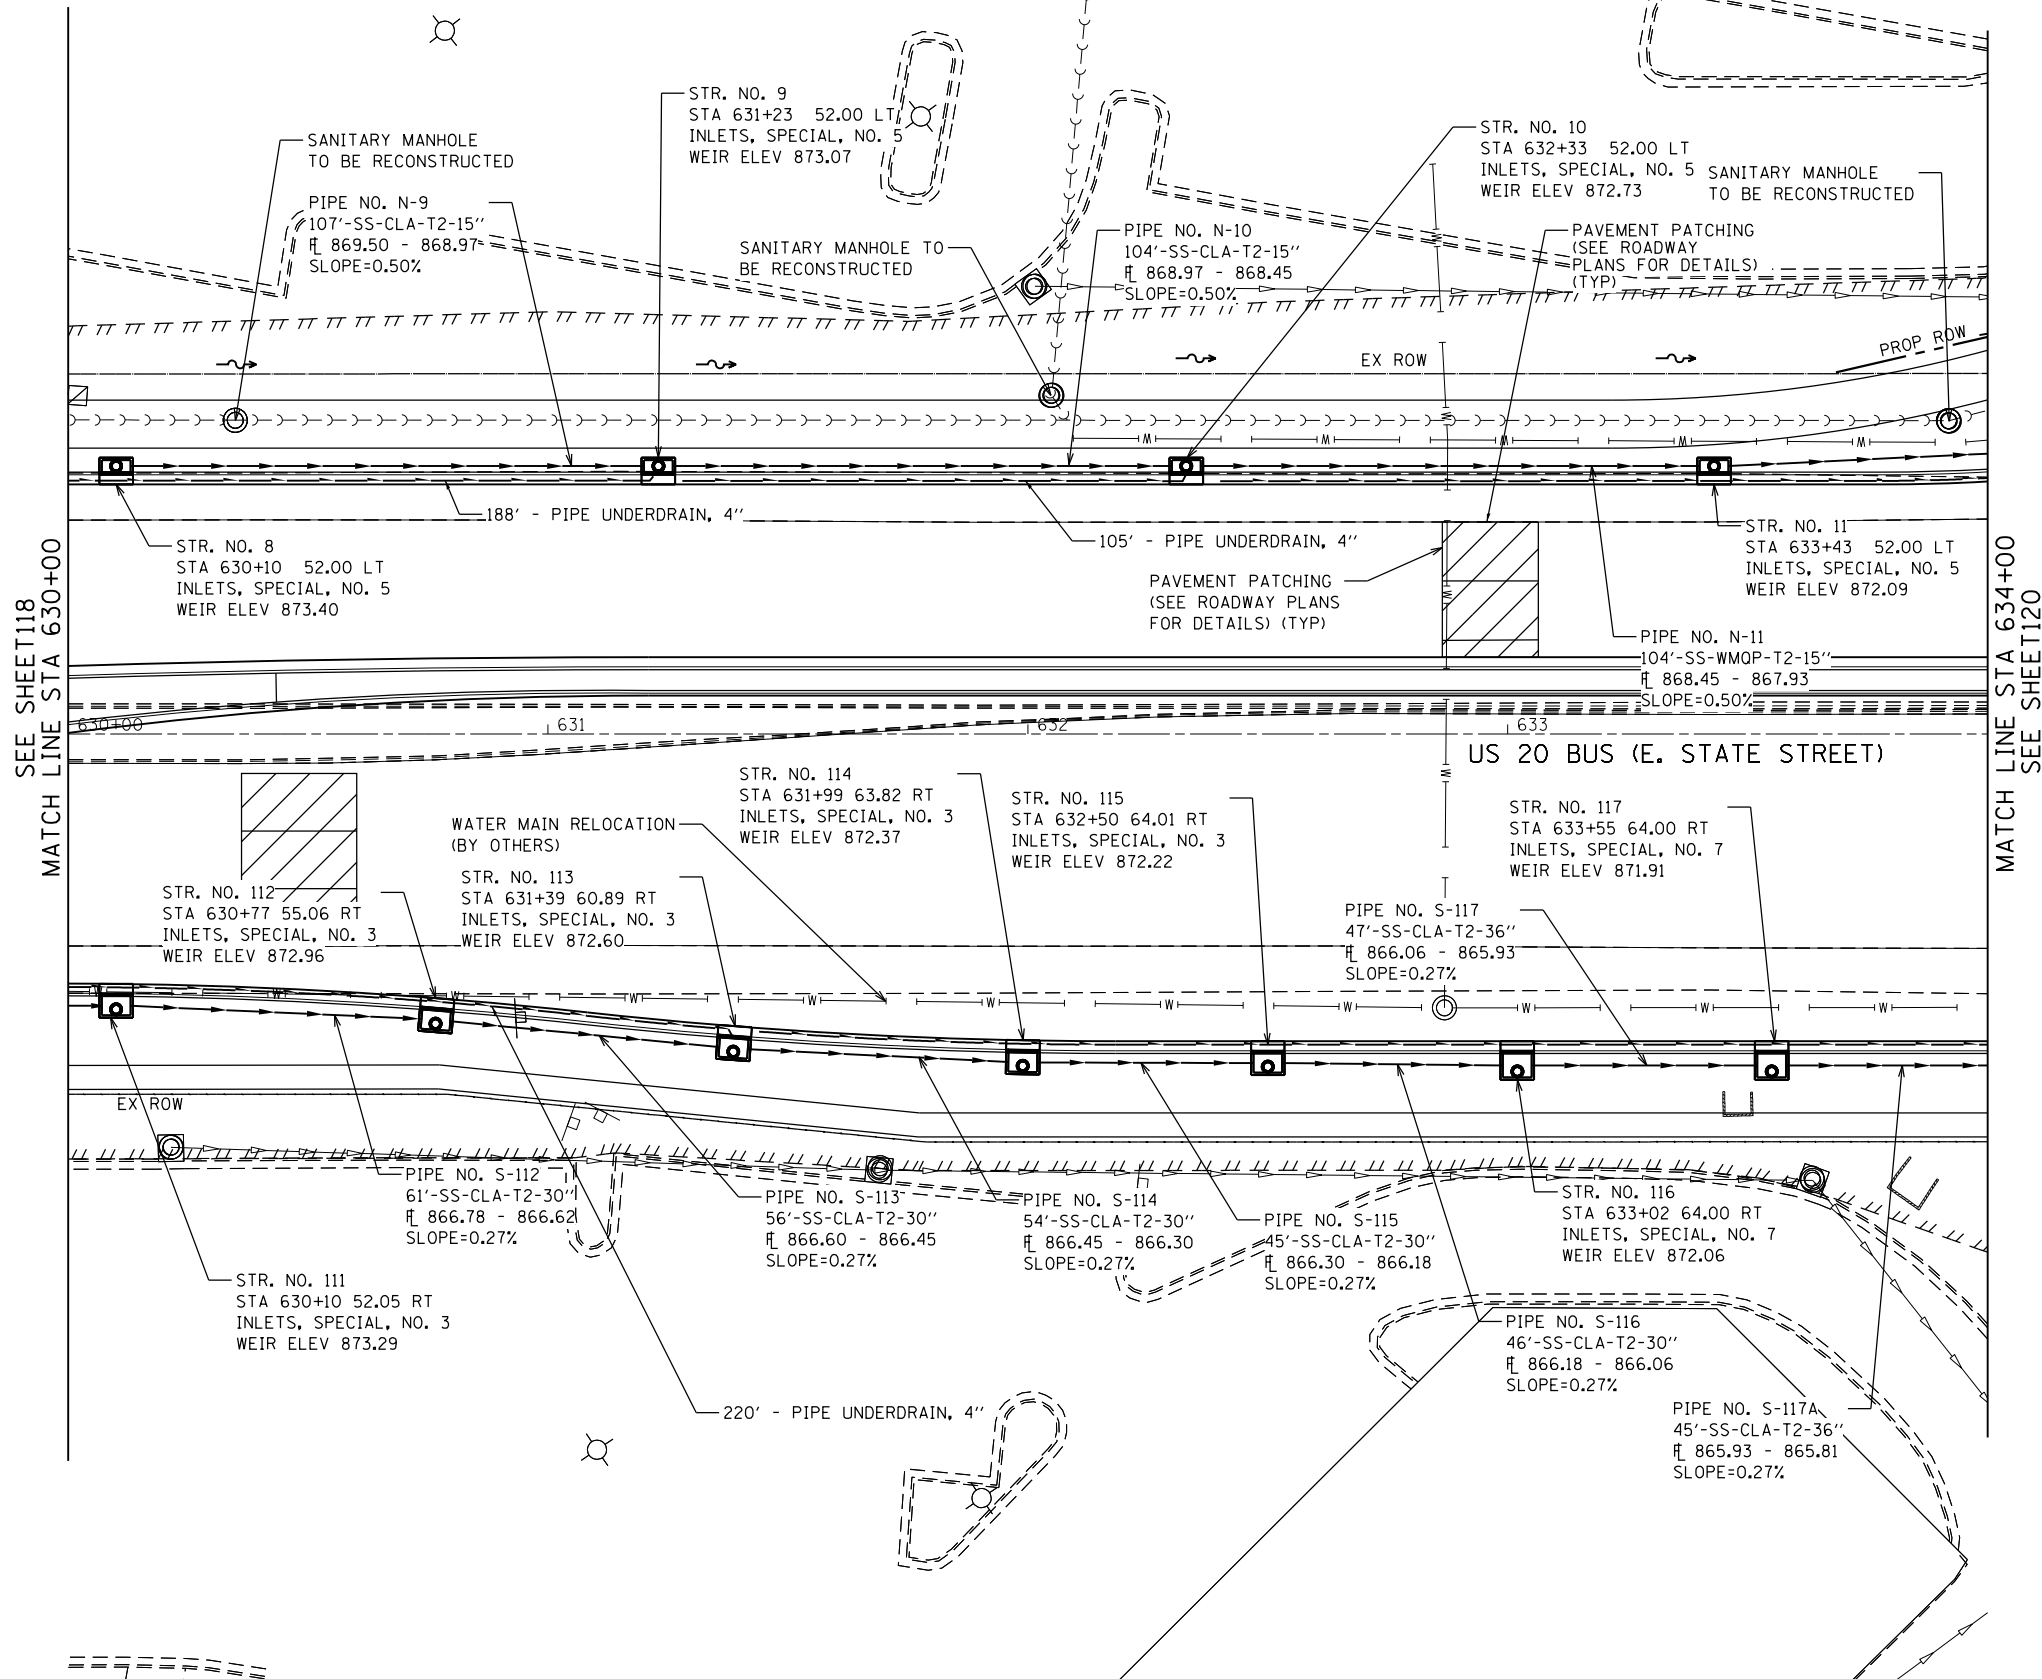 STR. NO. 9
STA 631+23 52.00 LT
INLETS, SPECIAL, NO. 5
WEIR ELEV 873.07
SANITARY MANHOLE
TO BE RECONSTRUCTED
PIPE NO. N-9
107'-SS-CLA-T2-15''
FL 869.50 - 868.97
SLOPE=0.50%
SANITARY MANHOLE TO
BE RECONSTRUCTED
PIPE NO. N-10
104'-SS-CLA-T2-15''
FL 868.97 - 868.45
SLOPE=0.50%
STR. NO. 10
STA 632+33 52.00 LT
INLETS, SPECIAL, NO. 5
WEIR ELEV 872.73
SANITARY MANHOLE
TO BE RECONSTRUCTED
PAVEMENT PATCHING
(SEE ROADWAY
PLANS FOR DETAILS)
(TYP)
EX ROW
PROP ROW
W W W W W
188' - PIPE UNDERDRAIN, 4''
105' - PIPE UNDERDRAIN, 4''
STR. NO. 8
STA 630+10 52.00 LT
INLETS, SPECIAL, NO. 5
WEIR ELEV 873.40
PAVEMENT PATCHING
(SEE ROADWAY PLANS
FOR DETAILS) (TYP)
STR. NO. 11
STA 633+43 52.00 LT
INLETS, SPECIAL, NO. 5
WEIR ELEV 872.09
PIPE NO. N-11
104'-SS-WMQP-T2-15''
FL 868.45 - 867.93
SLOPE=0.50%
SEE SHEET118
MATCH LINE STA 630+00
MATCH LINE STA 634+00
SEE SHEET120
630+00
631
632
633
US 20 BUS (E. STATE STREET)
STR. NO. 114
STA 631+99 63.82 RT
INLETS, SPECIAL, NO. 3
WEIR ELEV 872.37
STR. NO. 115
STA 632+50 64.01 RT
INLETS, SPECIAL, NO. 3
WEIR ELEV 872.22
STR. NO. 117
STA 633+55 64.00 RT
INLETS, SPECIAL, NO. 7
WEIR ELEV 871.91
WATER MAIN RELOCATION
(BY OTHERS)
STR. NO. 112
STA 630+77 55.06 RT
INLETS, SPECIAL, NO. 3
WEIR ELEV 872.96
STR. NO. 113
STA 631+39 60.89 RT
INLETS, SPECIAL, NO. 3
WEIR ELEV 872.60
PIPE NO. S-117
47'-SS-CLA-T2-36''
FL 866.06 - 865.93
SLOPE=0.27%
W W W W W W W W W W W
EX ROW
PIPE NO. S-112
61'-SS-CLA-T2-30''
FL 866.78 - 866.62
SLOPE=0.27%
PIPE NO. S-113
56'-SS-CLA-T2-30''
FL 866.60 - 866.45
SLOPE=0.27%
PIPE NO. S-114
54'-SS-CLA-T2-30''
FL 866.45 - 866.30
SLOPE=0.27%
PIPE NO. S-115
45'-SS-CLA-T2-30''
FL 866.30 - 866.18
SLOPE=0.27%
STR. NO. 116
STA 633+02 64.00 RT
INLETS, SPECIAL, NO. 7
WEIR ELEV 872.06
STR. NO. 111
STA 630+10 52.05 RT
INLETS, SPECIAL, NO. 3
WEIR ELEV 873.29
PIPE NO. S-116
46'-SS-CLA-T2-30''
FL 866.18 - 866.06
SLOPE=0.27%
220' - PIPE UNDERDRAIN, 4''
PIPE NO. S-117A
45'-SS-CLA-T2-36''
FL 865.93 - 865.81
SLOPE=0.27%